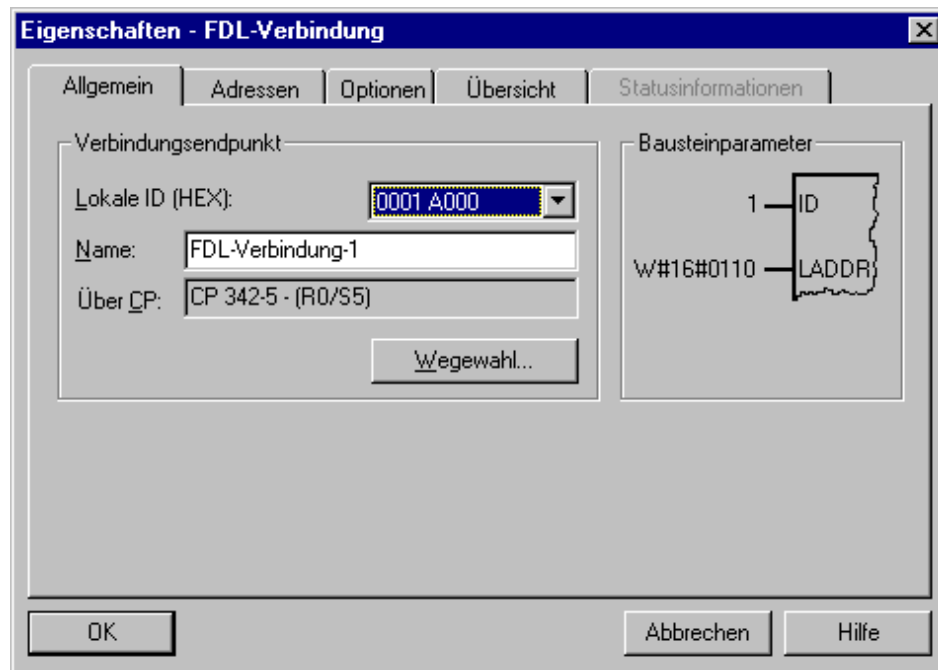 Eigenschaften - FDL-Verbindung
Allgemein Adressen Optionen Übersicht Statusinformationen
Verbindungsendpunkt
Lokale ID (HEX): 0001 A000
Name: FDL-Verbindung-1
Über CP: CP 342-5 - (R0/S5)
Wegewahl...
Bausteinparameter
1 ID
W#16#0110 LADDR
OK Abbrechen Hilfe